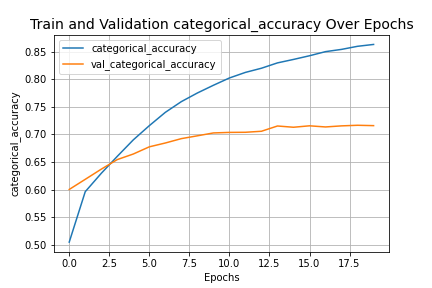 Train and Validation categorical_accuracy Over Epochs
categorical_accuracy
val_categorical_accuracy
categorical_accuracy
0.85
0.80
0.75
0.70
0.65
0.60
0.55
0.50
0.0 2.5 5.0 7.5 10.0 12.5 15.0 17.5
Epochs